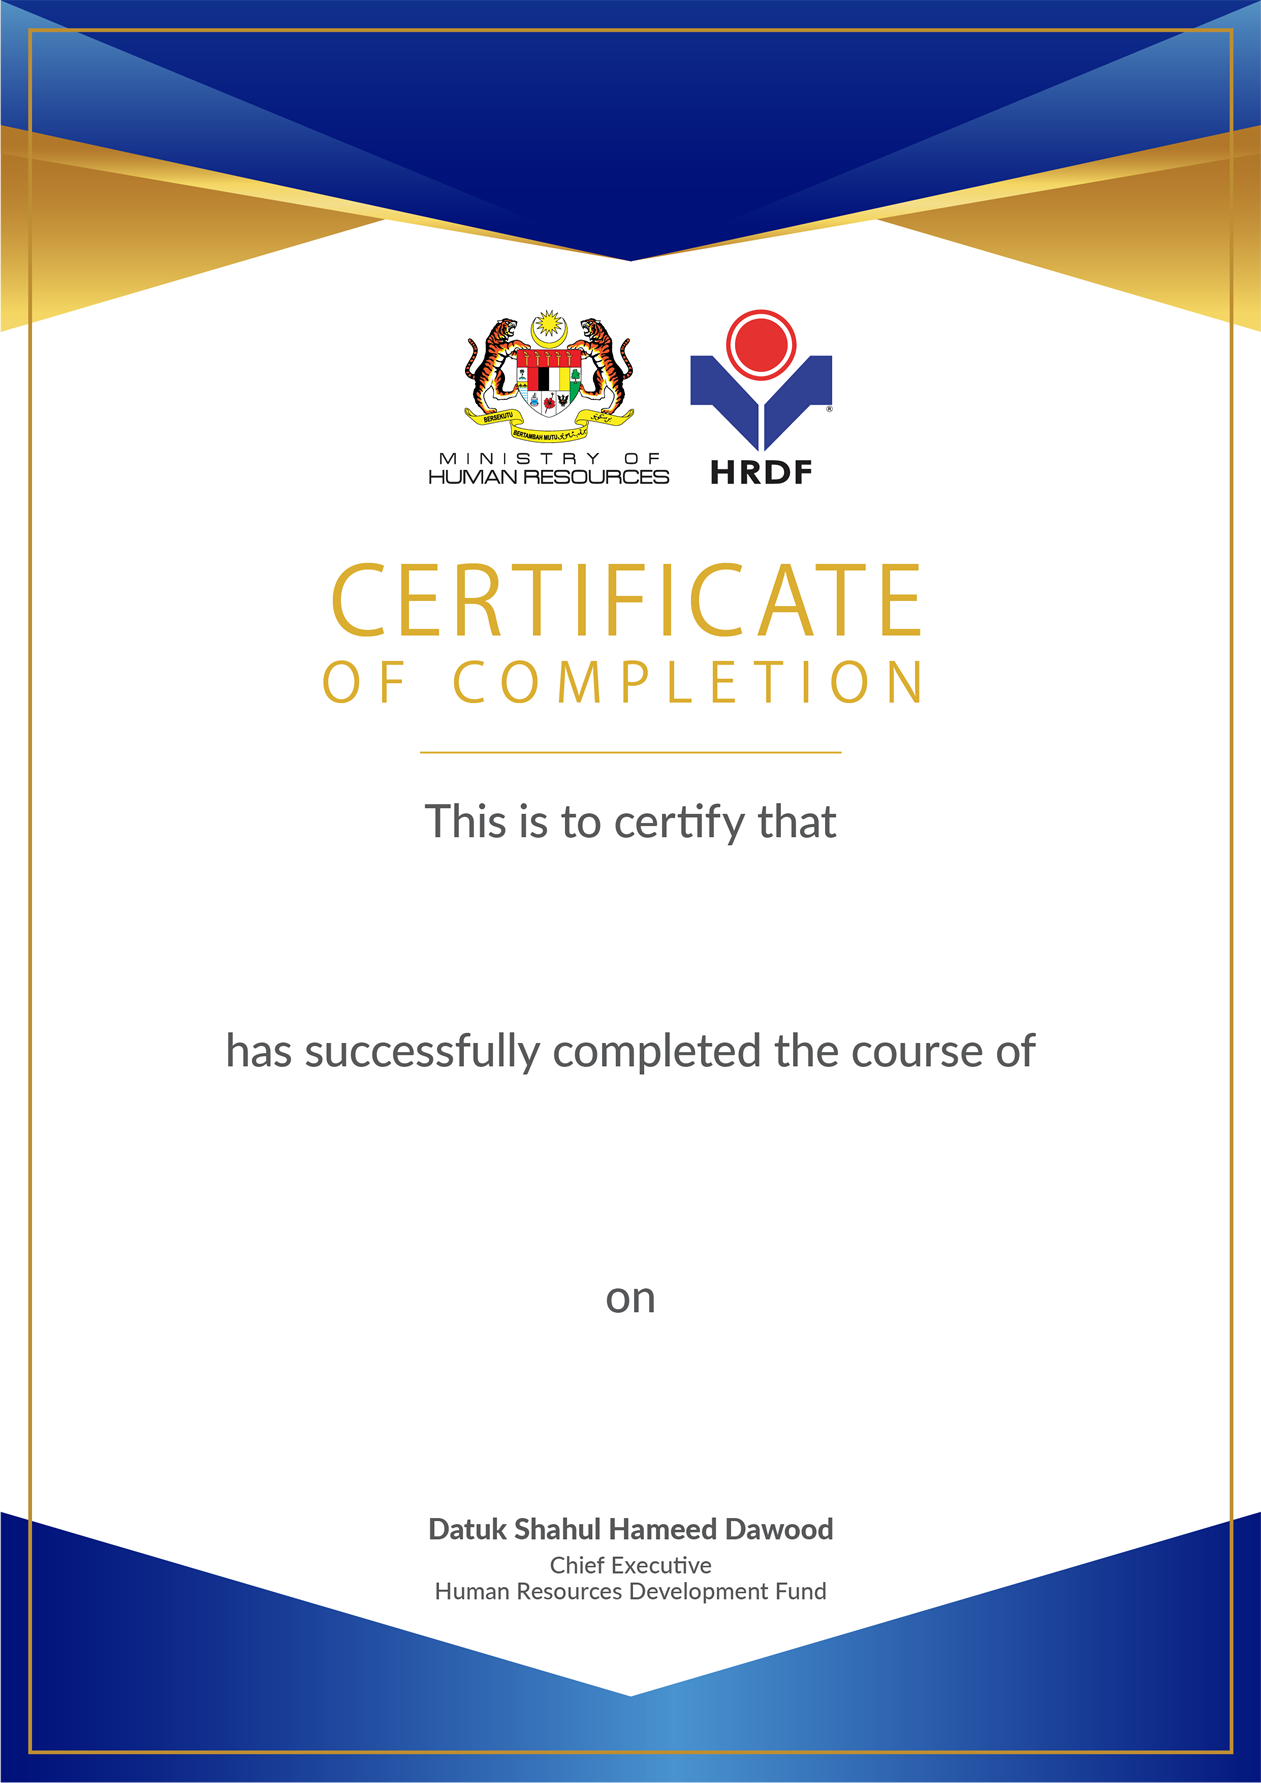 BERSEKUTU
BERTAMBAH MUTU
MINISTRY OF
HUMAN RESOURCES
®
HRDF
CERTIFICATE
OF COMPLETION
This is to certify that
has successfully completed the course of
on
Datuk Shahul Hameed Dawood
Chief Executive
Human Resources Development Fund